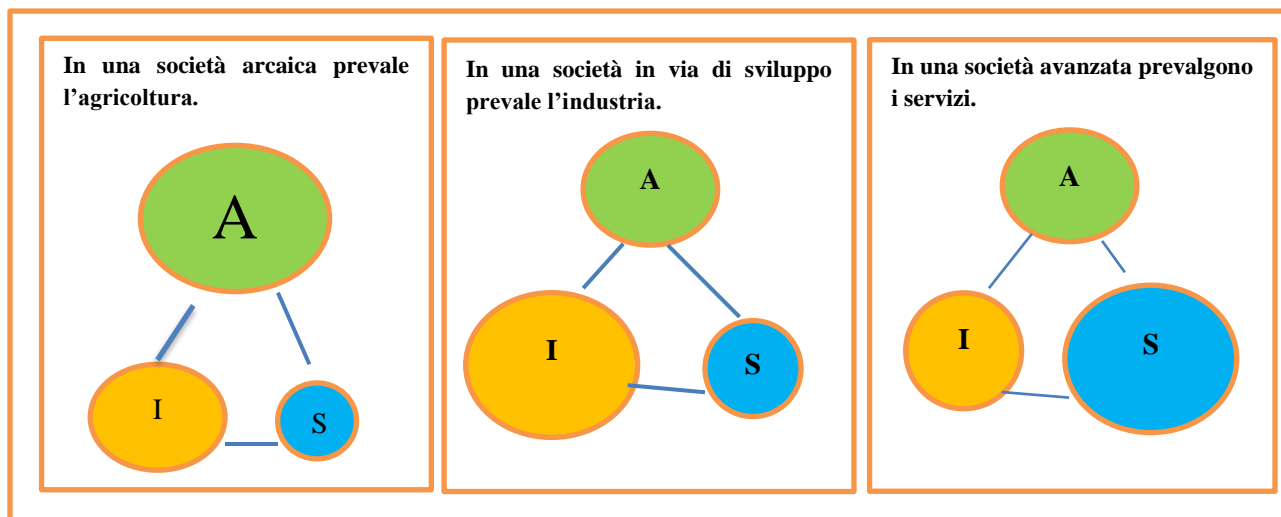 In una società arcaica prevale
l’agricoltura.
A
I
S
In una società in via di sviluppo
prevale l’industria.
A
I
S
In una società avanzata prevalgono
i servizi.
A
I
S